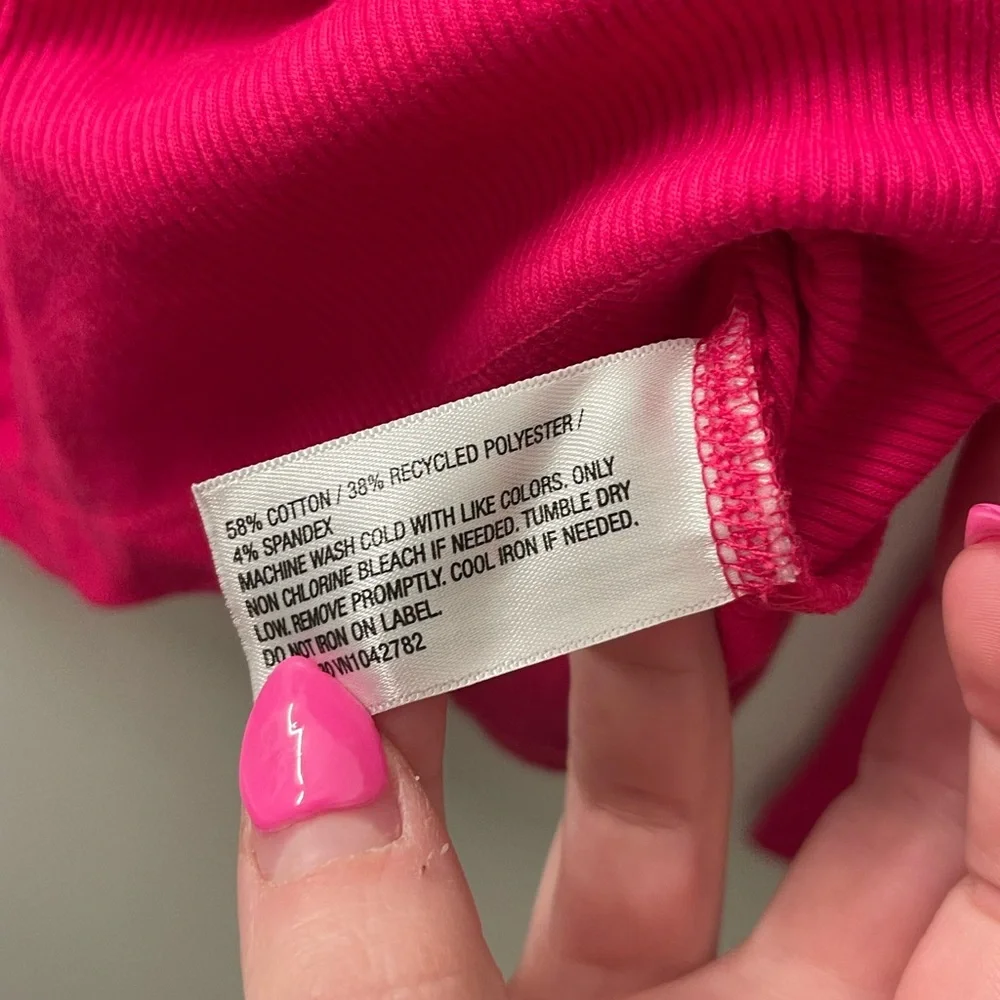 58% COTTON / 38% RECYCLED POLYESTER /
4% SPANDEX
MACHINE WASH COLD WITH LIKE COLORS. ONLY
NON CHLORINE BLEACH IF NEEDED. TUMBLE DRY
LOW. REMOVE PROMPTLY. COOL IRON IF NEEDED.
DO NOT IRON ON LABEL.
VN1042782